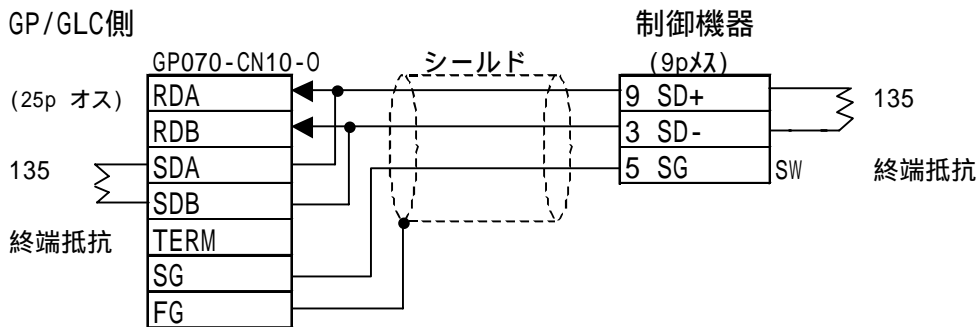 GP/GLC側
制御機器
GP070-CN10-O
シールド
(9pメス)
(25p オス)
RDA
9 SD+
135
RDB
3 SD-
135
SDA
5 SG
SW
終端抵抗
SDB
終端抵抗
TERM
SG
FG